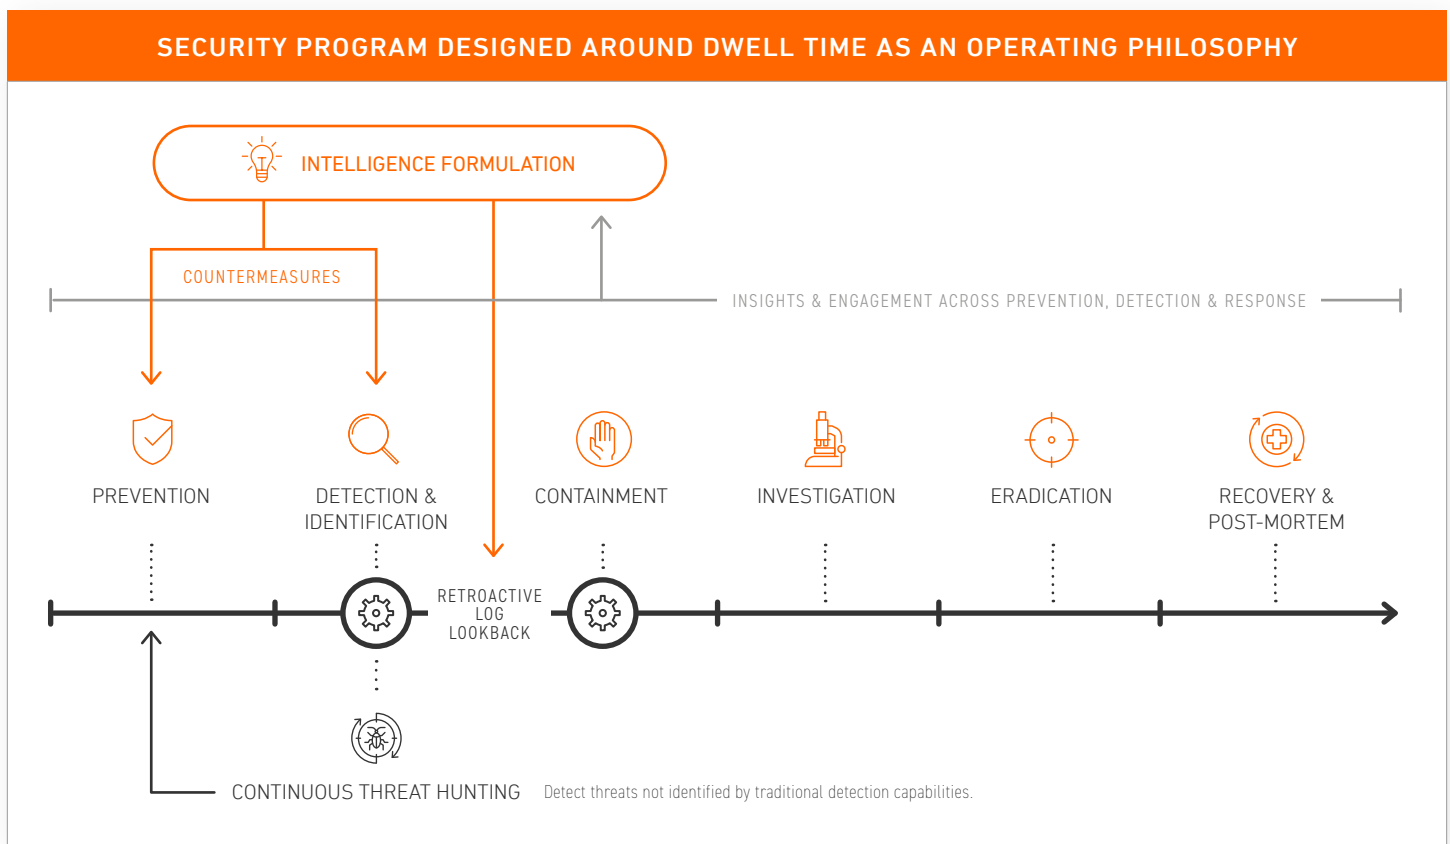 SECURITY PROGRAM DESIGNED AROUND DWELL TIME AS AN OPERATING PHILOSOPHY
INTELLIGENCE FORMULATION
COUNTERMEASURES
INSIGHTS & ENGAGEMENT ACROSS PREVENTION, DETECTION & RESPONSE
PREVENTION
DETECTION &
IDENTIFICATION
CONTAINMENT
INVESTIGATION
ERADICATION
RECOVERY &
POST-MORTEM
RETROACTIVE
LOG
LOOKBACK
CONTINUOUS THREAT HUNTING
Detect threats not identified by traditional detection capabilities.